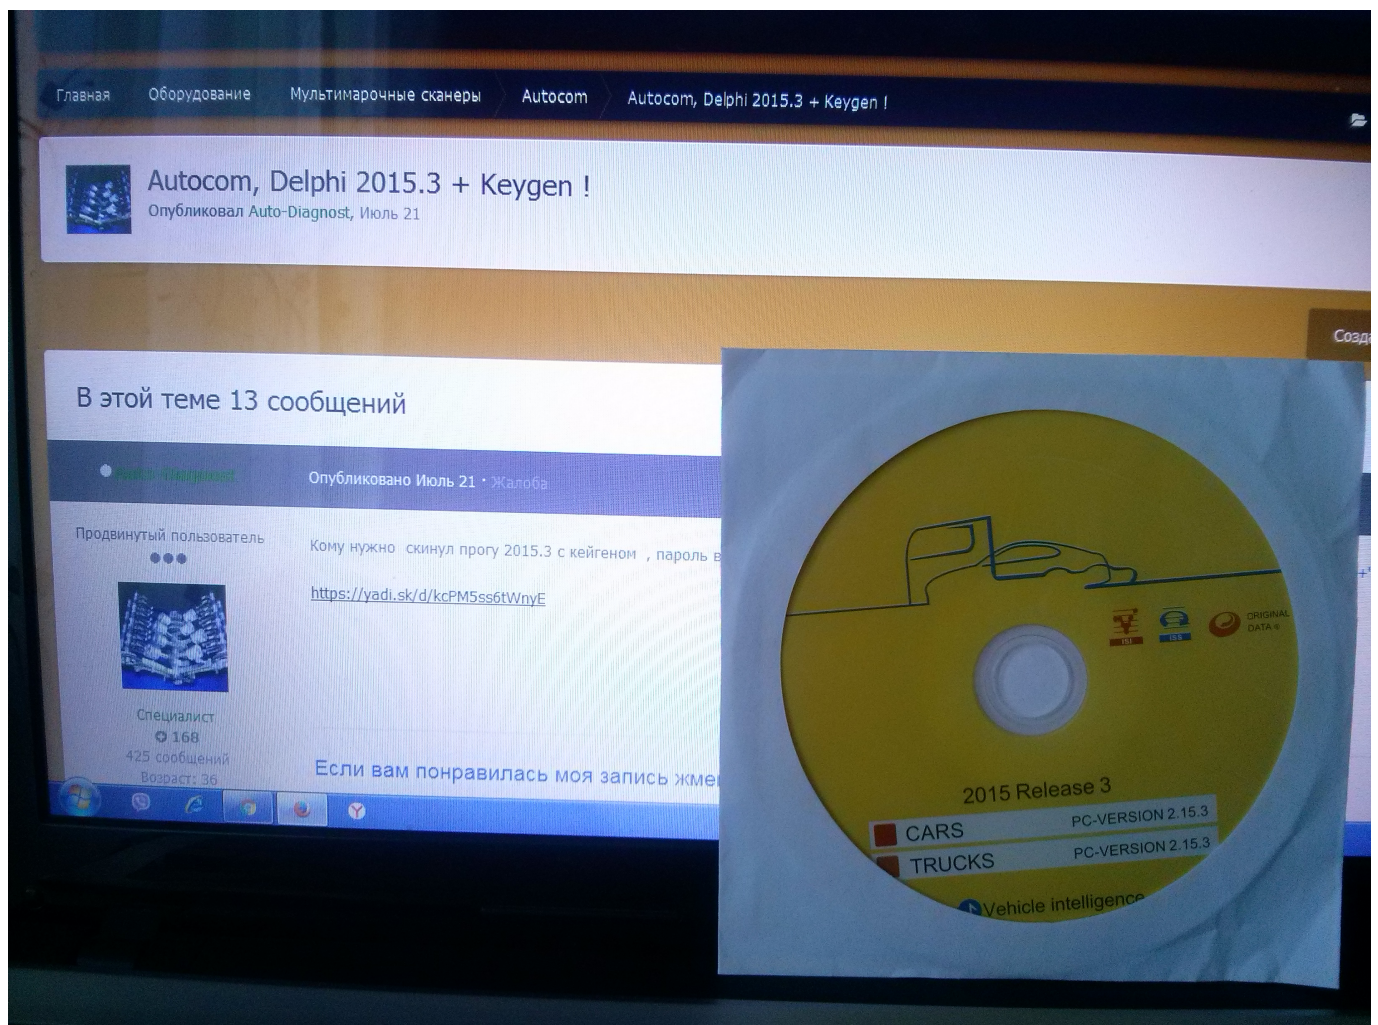 Главная Оборудование Мультимарочные сканеры Autocom Autocom, Delphi 2015.3 + Keygen !
Autocom, Delphi 2015.3 + Keygen !
Опубликовал Auto-Diagnost, Июль 21
Созд
В этой теме 13 сообщений
Опубликовано Июль 21 · Жалоба
Продвинутый пользователь
Кому нужно скинул прогу 2015.3 с кейгеном , пароль в
https://yadi.sk/d/kcPM5ss6tWnyE
Специалист
168
425 сообщений
Возраст: 36
Если вам понравилась моя запись жме
ISI
ISS
ORIGINAL
DATA ©
2015 Release 3
CARS PC-VERSION 2.15.3
TRUCKS PC-VERSION 2.15.3
Vehicle intelligence